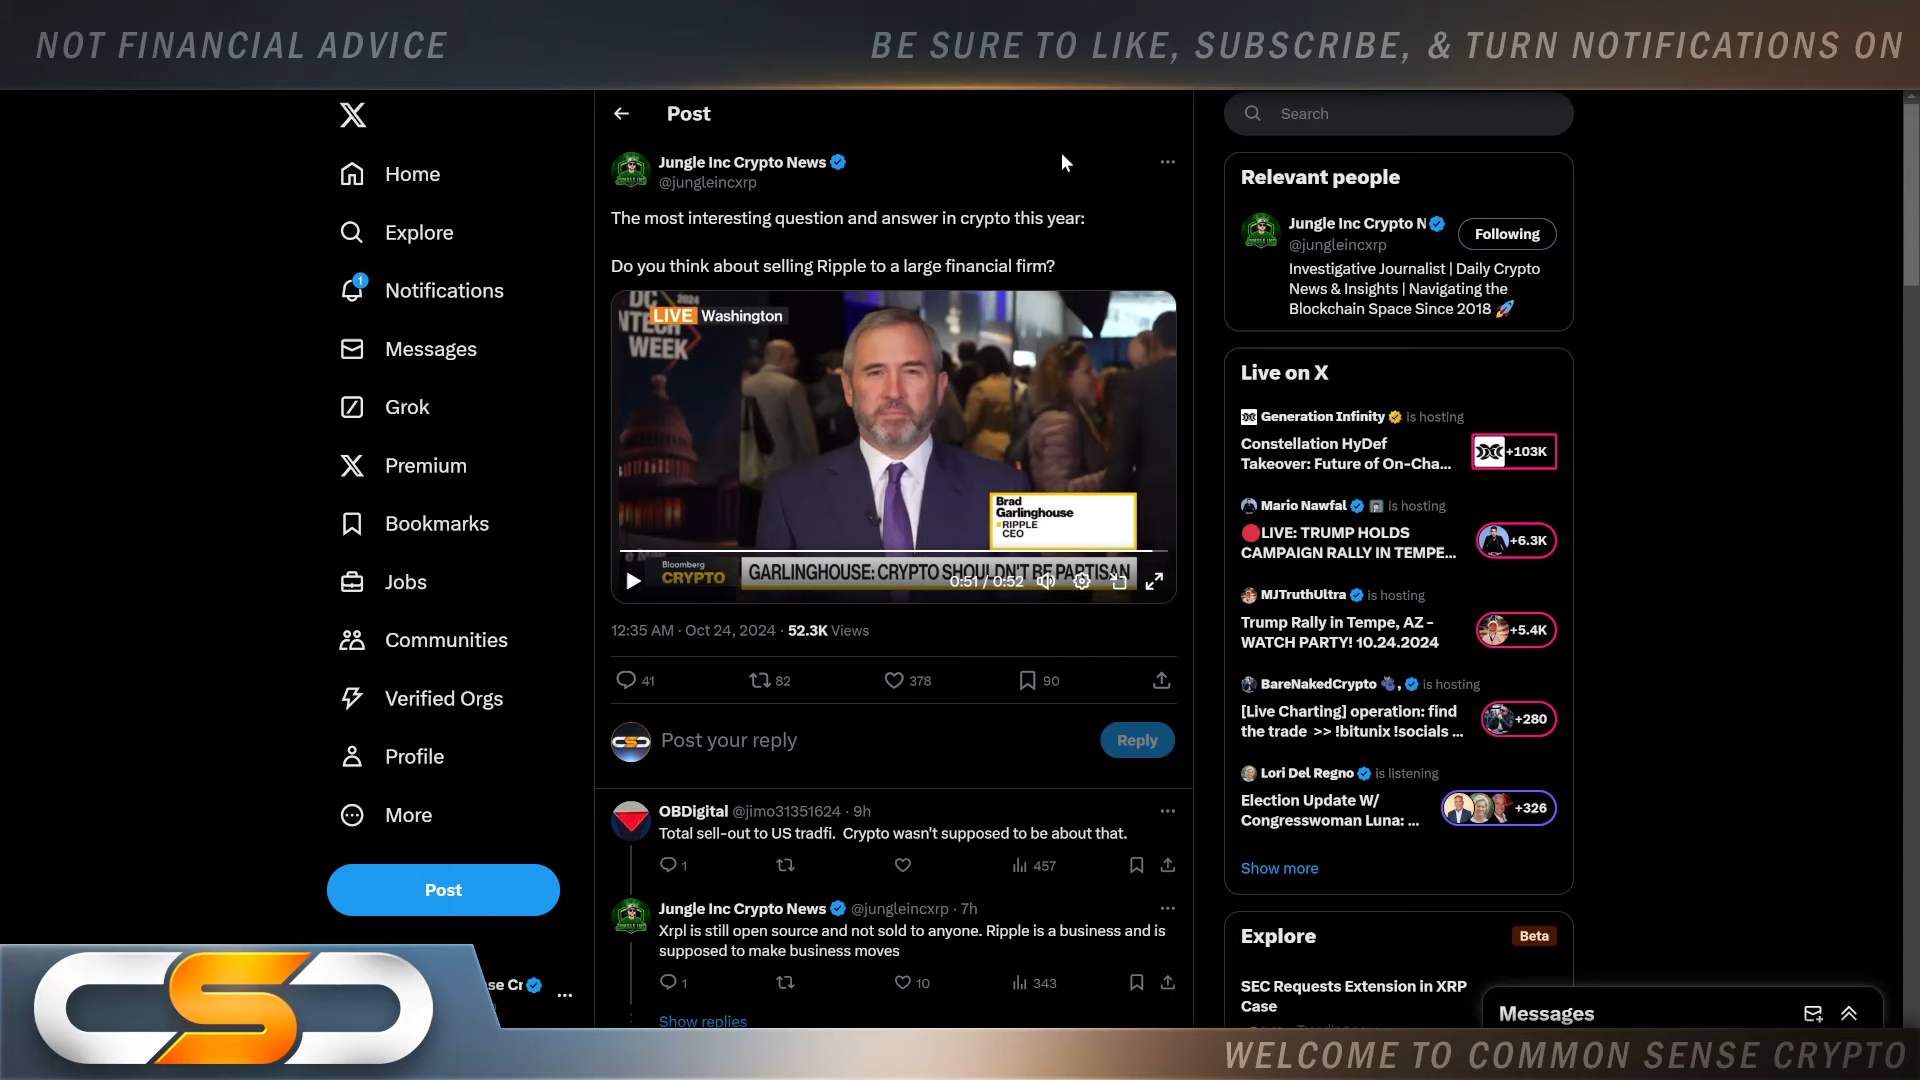 NOT FINANCIAL ADVICE
BE SURE TO LIKE, SUBSCRIBE, & TURN NOTIFICATIONS ON
Home
Explore
1
Notifications
Messages
Grok
Premium
Bookmarks
Jobs
Communities
Verified Orgs
Profile
More
Post
se Cr
Post
Jungle Inc Crypto News
@jungleincxrp
The most interesting question and answer in crypto this year:
Do you think about selling Ripple to a large financial firm?
DC 2024
WEEK
LIVE Washington
Brad
Garlinghouse
RIPPLE
CEO
Bloomberg
CRYPTO
GARLINGHOUSE: CRYPTO SHOULDN'T BE PARTISAN
0:51 / 0:52
12:35 AM · Oct 24, 2024 · 52.3K Views
41 82 378 90
Post your reply
Reply
OBDigital @jimo31351624 · 9h
Total sell-out to US tradfi. Crypto wasn't supposed to be about that.
1 457
Jungle Inc Crypto News @jungleincxrp · 7h
Xrpl is still open source and not sold to anyone. Ripple is a business and is
supposed to make business moves
1 10 343
Show replies
Search
Relevant people
Jungle Inc Crypto N
@jungleincxrp
Following
Investigative Journalist | Daily Crypto
News & Insights | Navigating the
Blockchain Space Since 2018 🚀
Live on X
Generation Infinity is hosting
Constellation HyDef
Takeover: Future of On-Cha...
+103K
Mario Nawfal is hosting
🔴LIVE: TRUMP HOLDS
CAMPAIGN RALLY IN TEMPE...
+6.3K
MJTruthUltra is hosting
Trump Rally in Tempe, AZ –
WATCH PARTY! 10.24.2024
+5.4K
BareNakedCrypto 🫐, is hosting
[Live Charting] operation: find
the trade >> !bitunix !socials ...
+280
Lori Del Regno is listening
Election Update W/
Congresswoman Luna: ...
+326
Show more
Explore
Beta
SEC Requests Extension in XRP
Case
Messages
CSC
WELCOME TO COMMON SENSE CRYPTO